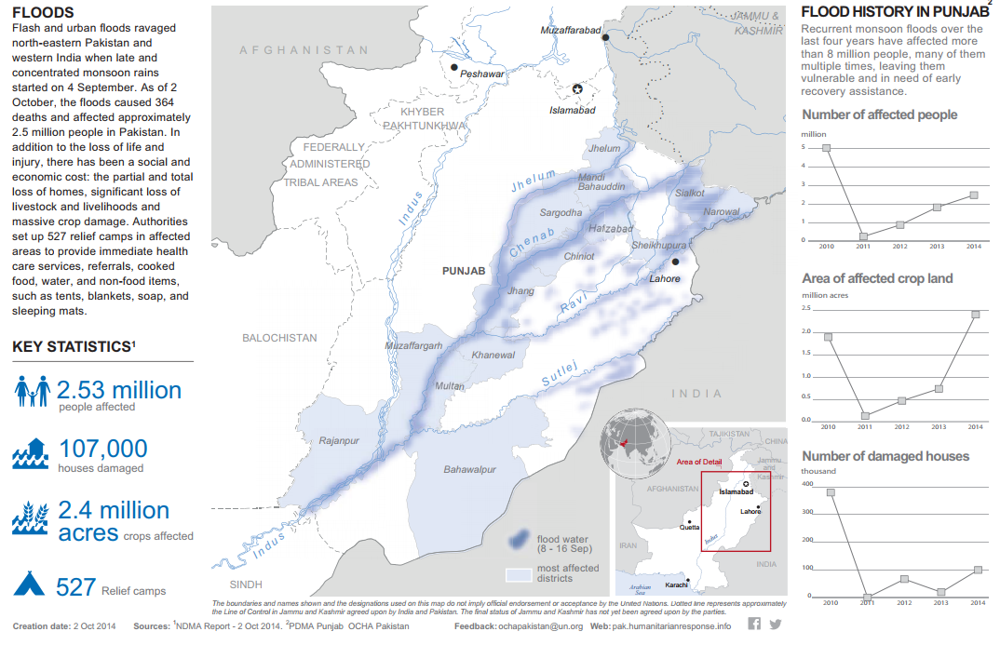 FLOODS
Flash and urban floods ravaged
north-eastern Pakistan and
western India when late and
concentrated monsoon rains
started on 4 September. As of 2
October, the floods caused 364
deaths and affected approximately
2.5 million people in Pakistan. In
addition to the loss of life and
injury, there has been a social and
economic cost: the partial and total
loss of homes, significant loss of
livestock and livelihoods and
massive crop damage. Authorities
set up 527 relief camps in affected
areas to provide immediate health
care services, referrals, cooked
food, water, and non-food items,
such as tents, blankets, soap, and
sleeping mats.
KEY STATISTICS1
2.53 million
people affected
107,000
houses damaged
2.4 million
acres crops affected
527 Relief camps
AFGHANISTAN
Muzaffarabad
JAMMU &
KASHMIR
Peshawar
Islamabad
KHYBER
PAKHTUNKHWA
FEDERALLY
ADMINISTERED
TRIBAL AREAS
Indus
Jhelum
Jhelum
Mandi
Bahauddin
Sialkot
Narowal
Sargodha
Hafzabad
Chenab
Sheikhupura
Chiniot
PUNJAB
Lahore
Jhang
Ravi
BALOCHISTAN
Muzaffargarh
Khanewal
Sutlej
Multan
INDIA
Rajanpur
Bahawalpur
Indus
SINDH
flood water
(8 - 16 Sep)
most affected
districts
Area of Detail
TAJIKISTAN
CHINA
Jammu
and
Kashmir
AFGHANISTAN
Islamabad
Lahore
Quetta
Indus
IRAN
INDIA
Karachi
Arabian
Sea
The boundaries and names shown and the designations used on this map do not imply official endorsement or acceptance by the United Nations. Dotted line represents approximately
the Line of Control in Jammu and Kashmir agreed upon by India and Pakistan. The final status of Jammu and Kashmir has not yet been agreed upon by the parties.
FLOOD HISTORY IN PUNJAB2
Recurrent monsoon floods over the
last four years have affected more
than 8 million people, many of them
multiple times, leaving them
vulnerable and in need of early
recovery assistance.
Number of affected people
million
5
4
3
2
1
0
2010 2011 2012 2013 2014
Area of affected crop land
million acres
2.5
2.0
1.5
1.0
0.5
0.0
2010 2011 2012 2013 2014
Number of damaged houses
thousand
400
300
200
100
0
2010 2011 2012 2013 2014
Creation date: 2 Oct 2014 Sources: 1NDMA Report - 2 Oct 2014. 2PDMA Punjab OCHA Pakistan Feedback: ochapakistan@un.org Web: pak.humanitarianresponse.info